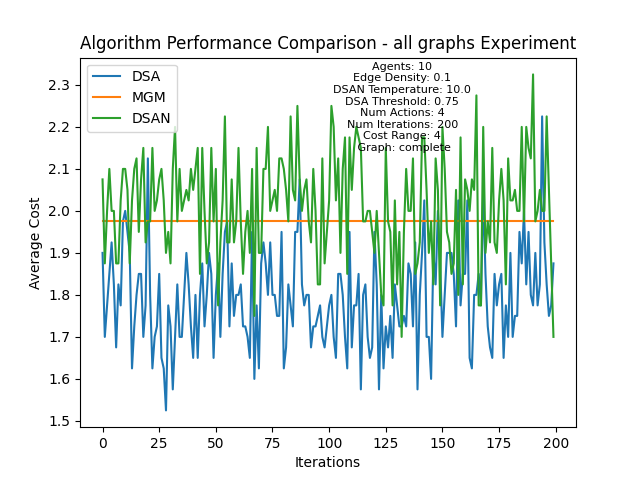 Algorithm Performance Comparison - all graphs Experiment
DSA
MGM
DSAN
Agents: 10
Edge Density: 0.1
DSAN Temperature: 10.0
DSA Threshold: 0.75
Num Actions: 4
Num Iterations: 200
Cost Range: 4
Graph: complete
Average Cost
2.3
2.2
2.1
2.0
1.9
1.8
1.7
1.6
1.5
0 25 50 75 100 125 150 175 200
Iterations